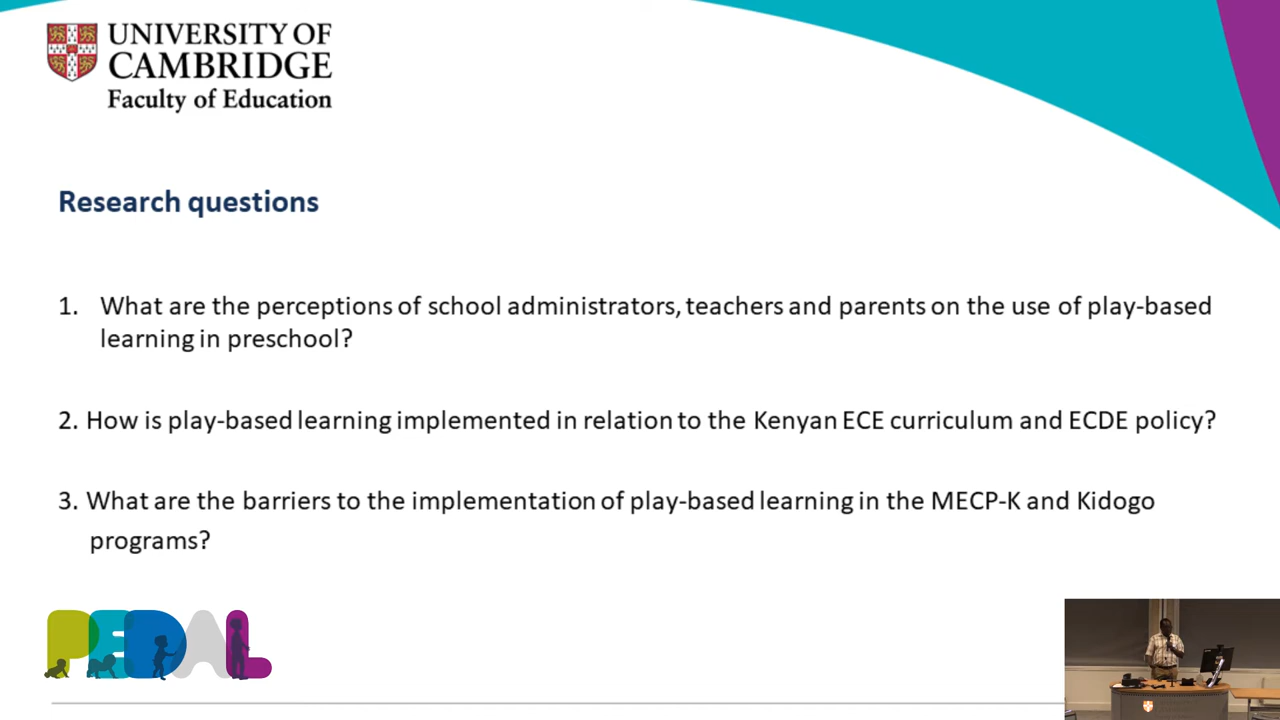 UNIVERSITY OF
CAMBRIDGE
Faculty of Education
Research questions
1. What are the perceptions of school administrators, teachers and parents on the use of play-based
learning in preschool?
2. How is play-based learning implemented in relation to the Kenyan ECE curriculum and ECDE policy?
3. What are the barriers to the implementation of play-based learning in the MECP-K and Kidogo
programs?
PEDAL